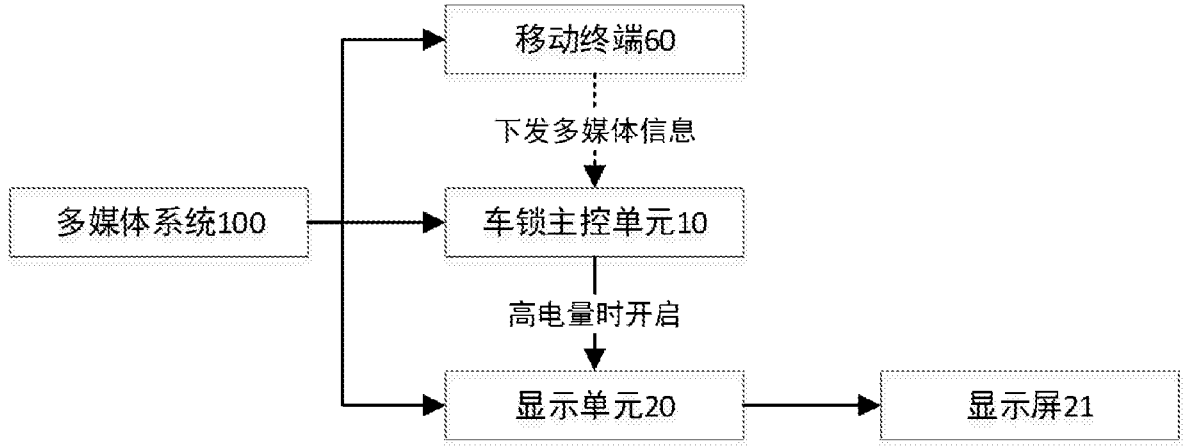 移动终端60
下发多媒体信息
多媒体系统100
车锁主控单元10
高电量时开启
显示单元20
显示屏21